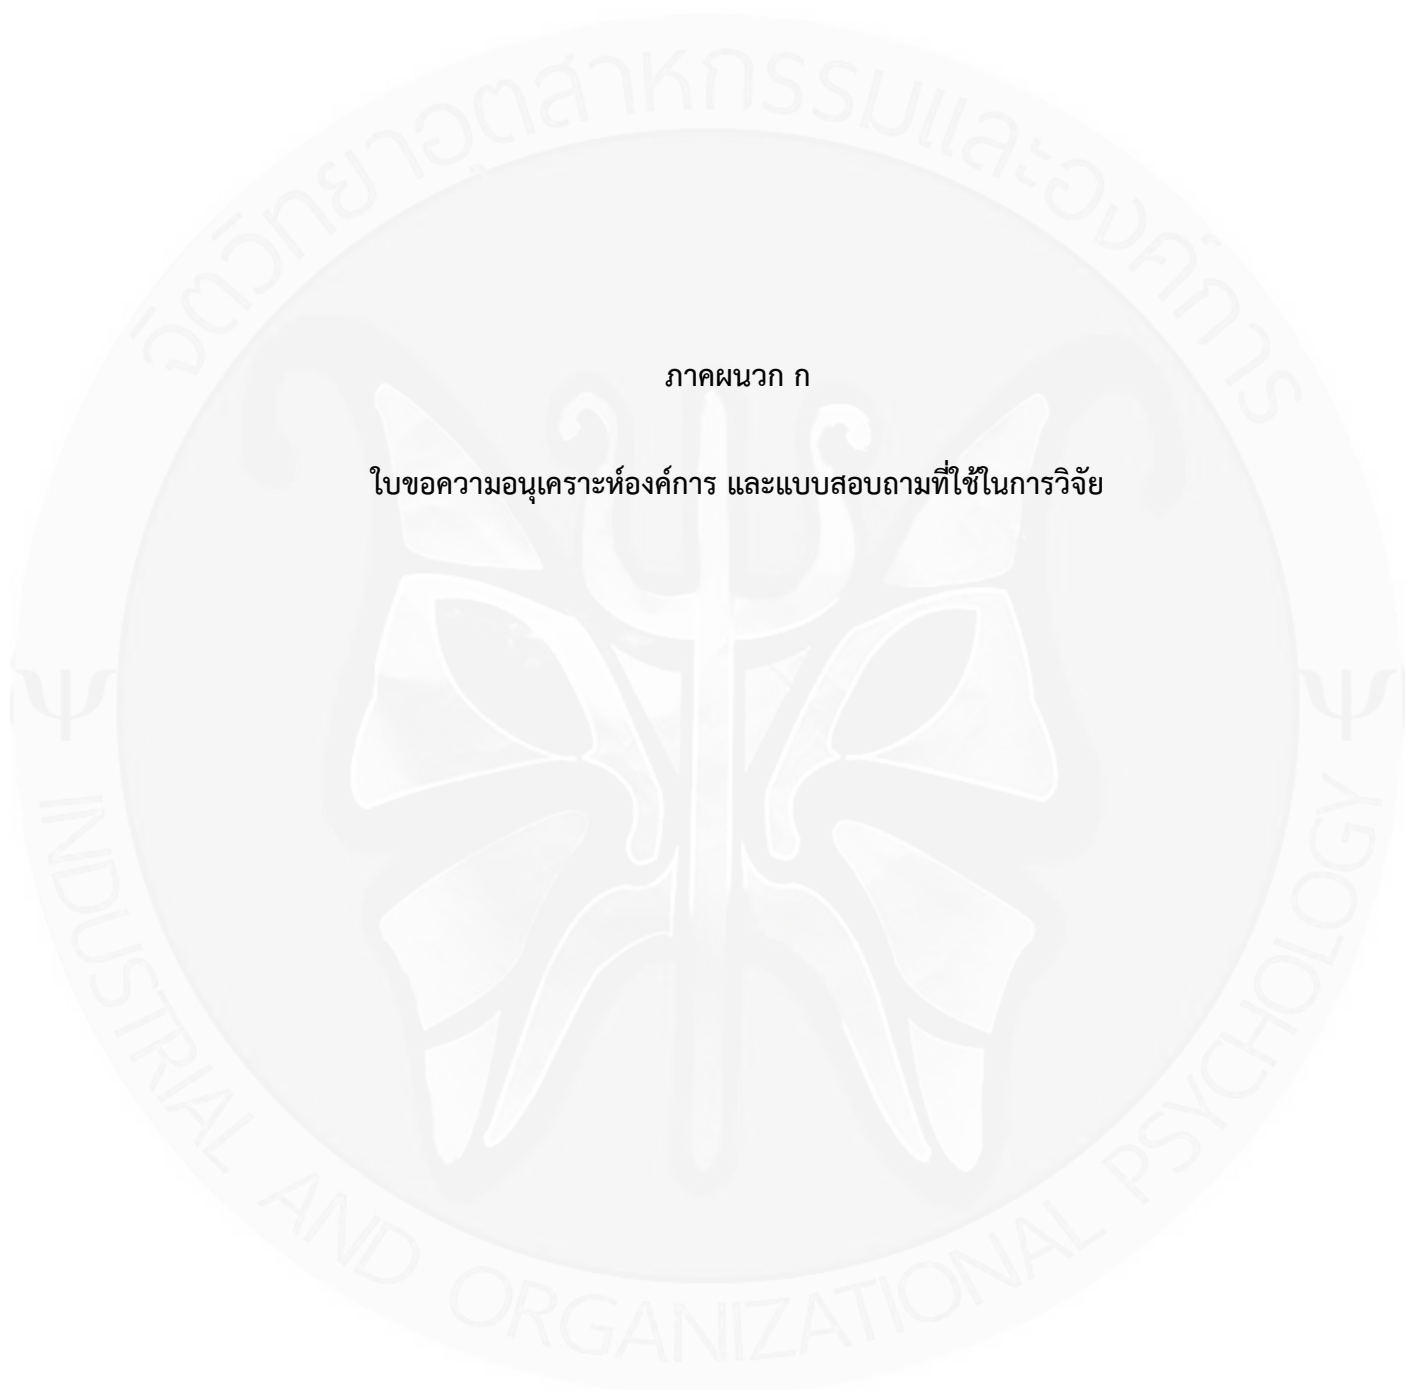 จิตวิทยาอุตสาหกรรมและองค์การ
ภาคผนวก ก
ใบขอความอนุเคราะห์องค์การ และแบบสอบถามที่ใช้ในการวิจัย
Ψ Ψ
INDUSTRIAL AND ORGANIZATIONAL PSYCHOLOGY